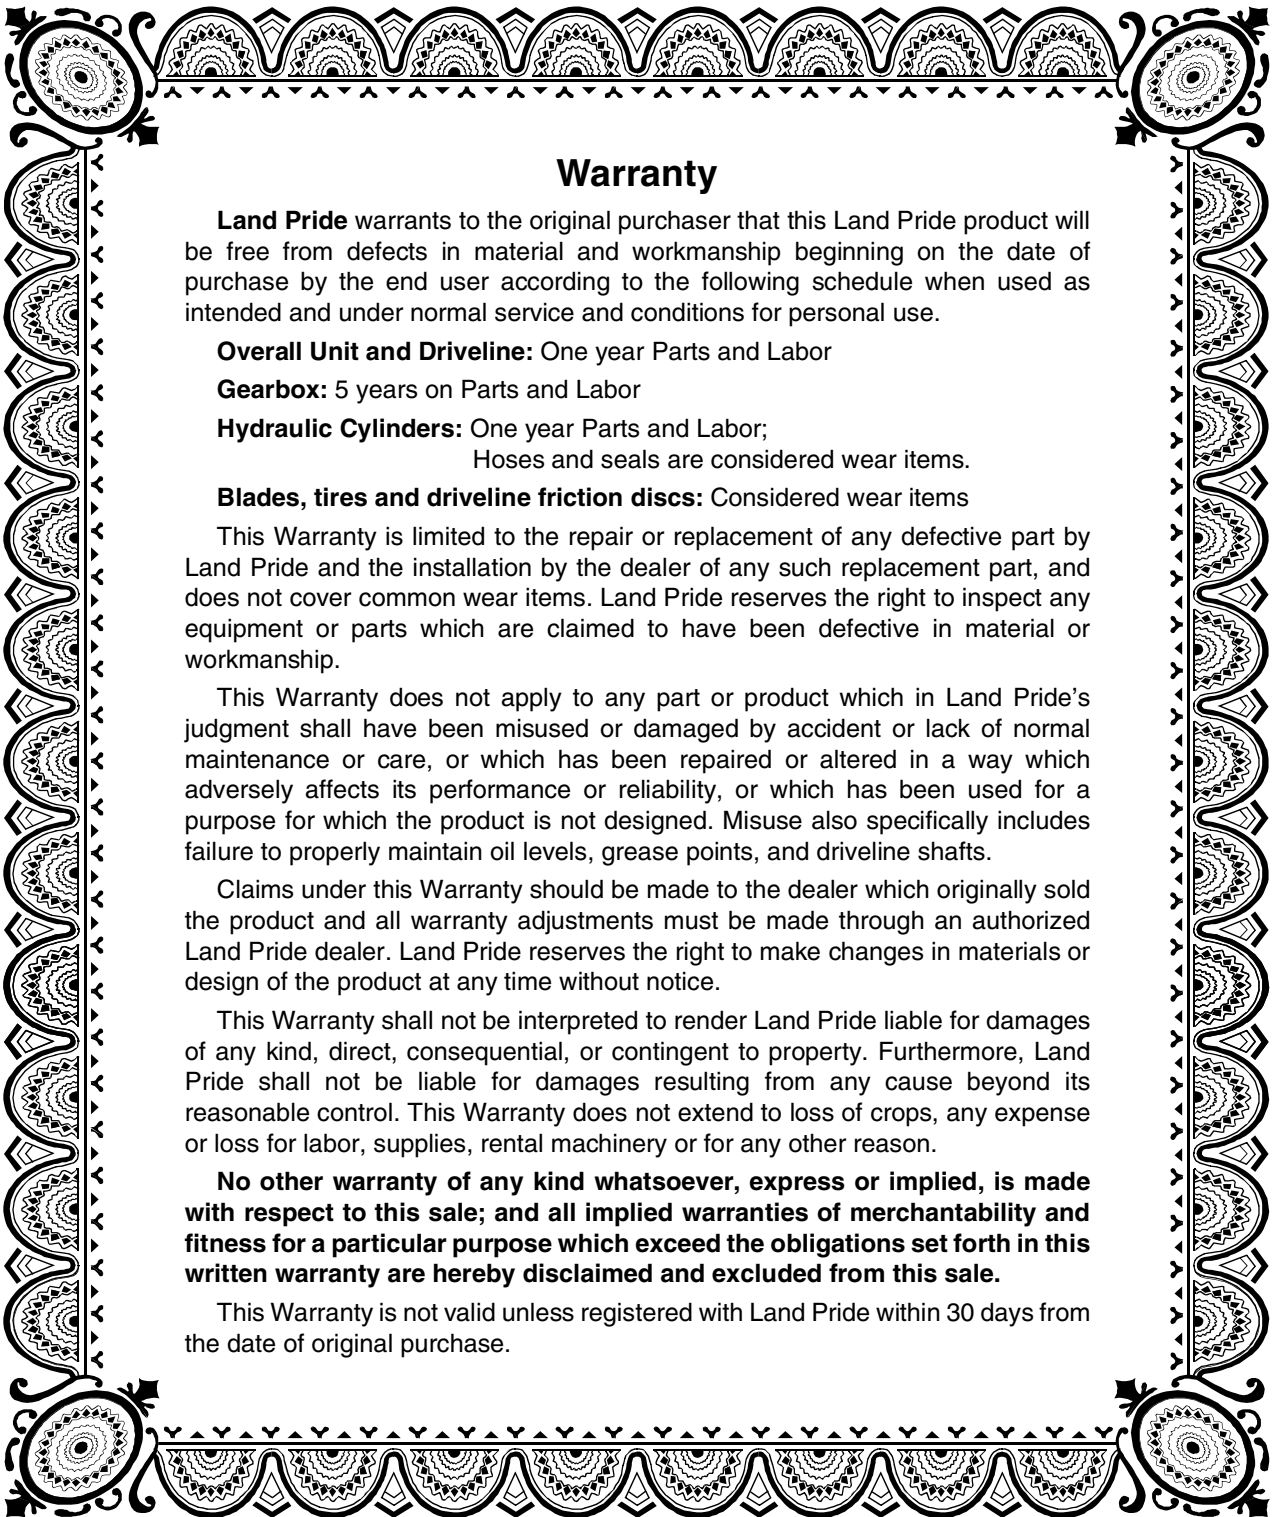 Warranty
Land Pride warrants to the original purchaser that this Land Pride product will
be free from defects in material and workmanship beginning on the date of
purchase by the end user according to the following schedule when used as
intended and under normal service and conditions for personal use.
Overall Unit and Driveline: One year Parts and Labor
Gearbox: 5 years on Parts and Labor
Hydraulic Cylinders: One year Parts and Labor;
Hoses and seals are considered wear items.
Blades, tires and driveline friction discs: Considered wear items
This Warranty is limited to the repair or replacement of any defective part by
Land Pride and the installation by the dealer of any such replacement part, and
does not cover common wear items. Land Pride reserves the right to inspect any
equipment or parts which are claimed to have been defective in material or
workmanship.
This Warranty does not apply to any part or product which in Land Pride’s
judgment shall have been misused or damaged by accident or lack of normal
maintenance or care, or which has been repaired or altered in a way which
adversely affects its performance or reliability, or which has been used for a
purpose for which the product is not designed. Misuse also specifically includes
failure to properly maintain oil levels, grease points, and driveline shafts.
Claims under this Warranty should be made to the dealer which originally sold
the product and all warranty adjustments must be made through an authorized
Land Pride dealer. Land Pride reserves the right to make changes in materials or
design of the product at any time without notice.
This Warranty shall not be interpreted to render Land Pride liable for damages
of any kind, direct, consequential, or contingent to property. Furthermore, Land
Pride shall not be liable for damages resulting from any cause beyond its
reasonable control. This Warranty does not extend to loss of crops, any expense
or loss for labor, supplies, rental machinery or for any other reason.
No other warranty of any kind whatsoever, express or implied, is made
with respect to this sale; and all implied warranties of merchantability and
fitness for a particular purpose which exceed the obligations set forth in this
written warranty are hereby disclaimed and excluded from this sale.
This Warranty is not valid unless registered with Land Pride within 30 days from
the date of original purchase.